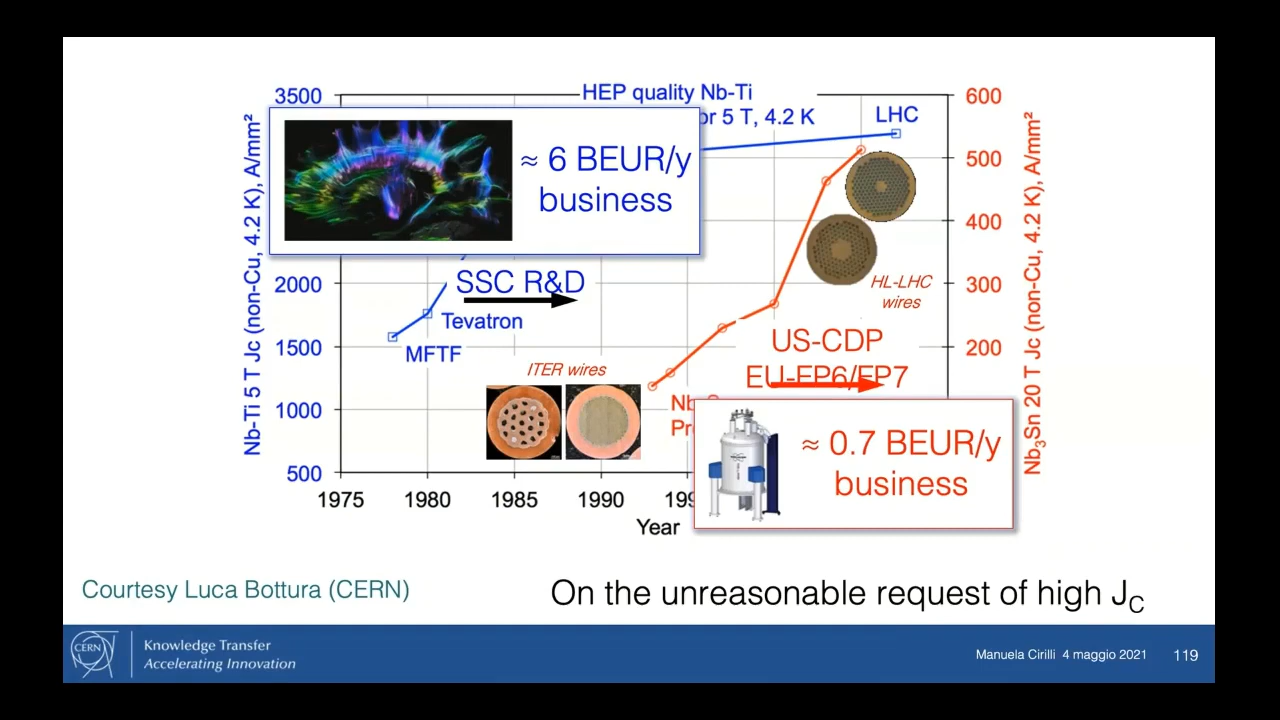 HEP quality Nb-Ti
or 5 T, 4.2 K
LHC
3500
2000
1500
1000
500
Nb-Ti 5 T Jc (non-Cu, 4.2 K), A/mm²
≈ 6 BEUR/y
business
SSC R&D
Tevatron
MFTF
ITER wires
HL-LHC
wires
US-CDP
EU-FP6/FP7
600
500
400
300
200
Nb₃Sn 20 T Jc (non-Cu, 4.2 K), A/mm²
≈ 0.7 BEUR/y
business
1975
1980
1985
1990
Year
Courtesy Luca Bottura (CERN)
On the unreasonable request of high JC
CERN
Knowledge Transfer
Accelerating Innovation
Manuela Cirilli 4 maggio 2021
119